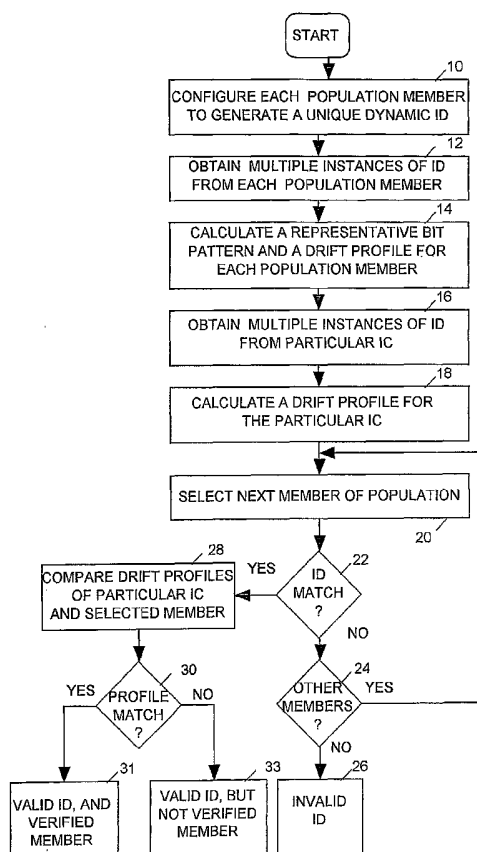 START
10
CONFIGURE EACH POPULATION MEMBER
TO GENERATE A UNIQUE DYNAMIC ID
12
OBTAIN MULTIPLE INSTANCES OF ID
FROM EACH POPULATION MEMBER
14
CALCULATE A REPRESENTATIVE BIT
PATTERN AND A DRIFT PROFILE FOR
EACH POPULATION MEMBER
16
OBTAIN MULTIPLE INSTANCES OF ID
FROM PARTICULAR IC
18
CALCULATE A DRIFT PROFILE FOR
THE PARTICULAR IC
SELECT NEXT MEMBER OF POPULATION
20
22
ID
MATCH
?
YES
NO
28
COMPARE DRIFT PROFILES
OF PARTICULAR IC
AND SELECTED MEMBER
24
OTHER
MEMBERS
?
YES
NO
30
PROFILE
MATCH
?
YES
NO
31
VALID ID, AND
VERIFIED
MEMBER
33
VALID ID, BUT
NOT VERIFIED
MEMBER
26
INVALID
ID